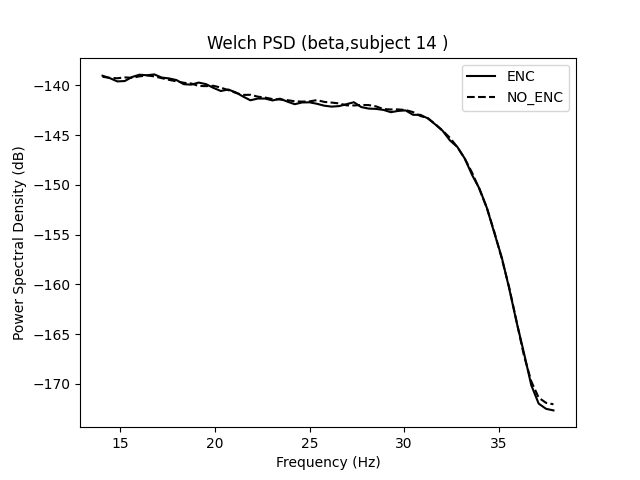 Welch PSD (beta,subject 14 )
ENC
NO_ENC
Power Spectral Density (dB)
−140
−145
−150
−155
−160
−165
−170
15 20 25 30 35
Frequency (Hz)